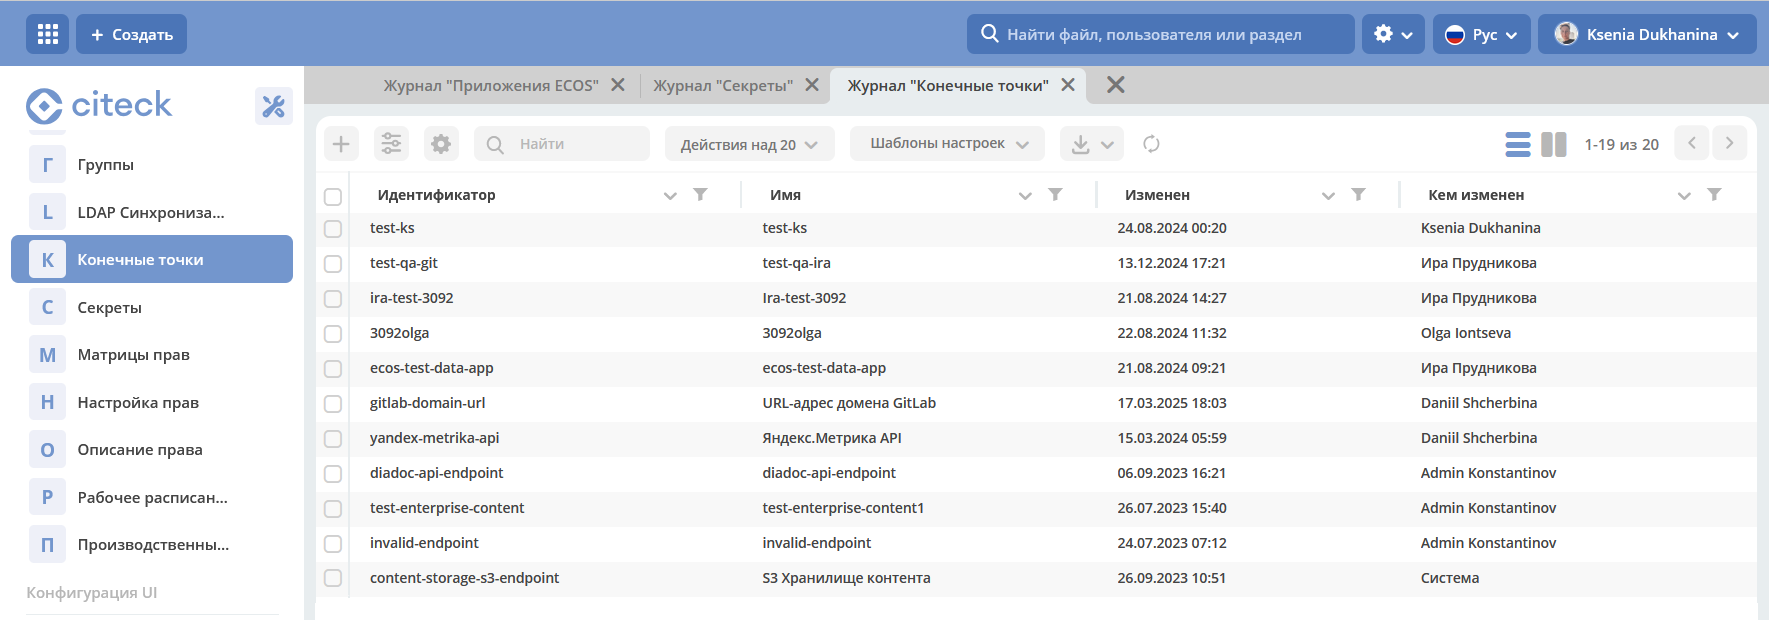 Создать
Найти файл, пользователя или раздел
Рус
Ksenia Dukhanina
citeck
Журнал "Приложения ECOS"
Журнал "Секреты"
Журнал "Конечные точки"
Г Группы
L LDAP Синхрониза...
К Конечные точки
С Секреты
М Матрицы прав
Н Настройка прав
О Описание права
Р Рабочее расписан...
П Производственны...
Конфигурация UI
Найти
Действия над 20
Шаблоны настроек
1-19 из 20
Идентификатор Имя Изменен Кем изменен
test-ks test-ks 24.08.2024 00:20 Ksenia Dukhanina
test-qa-git test-qa-ira 13.12.2024 17:21 Ира Прудникова
ira-test-3092 Ira-test-3092 21.08.2024 14:27 Ира Прудникова
3092olga 3092olga 22.08.2024 11:32 Olga Iontseva
ecos-test-data-app ecos-test-data-app 21.08.2024 09:21 Ира Прудникова
gitlab-domain-url URL-адрес домена GitLab 17.03.2025 18:03 Daniil Shcherbina
yandex-metrika-api Яндекс.Метрика API 15.03.2024 05:59 Daniil Shcherbina
diadoc-api-endpoint diadoc-api-endpoint 06.09.2023 16:21 Admin Konstantinov
test-enterprise-content test-enterprise-content1 26.07.2023 15:40 Admin Konstantinov
invalid-endpoint invalid-endpoint 24.07.2023 07:12 Admin Konstantinov
content-storage-s3-endpoint S3 Хранилище контента 26.09.2023 10:51 Система